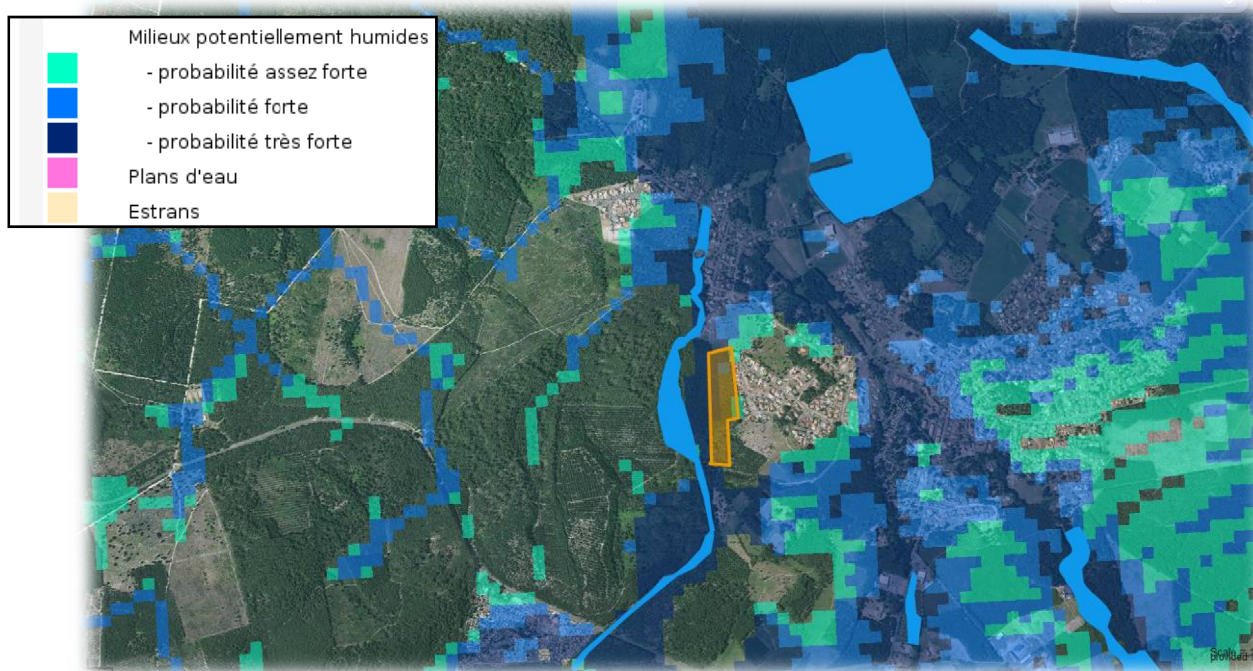 Milieux potentiellement humides
- probabilité assez forte
- probabilité forte
- probabilité très forte
Plans d'eau
Estrans